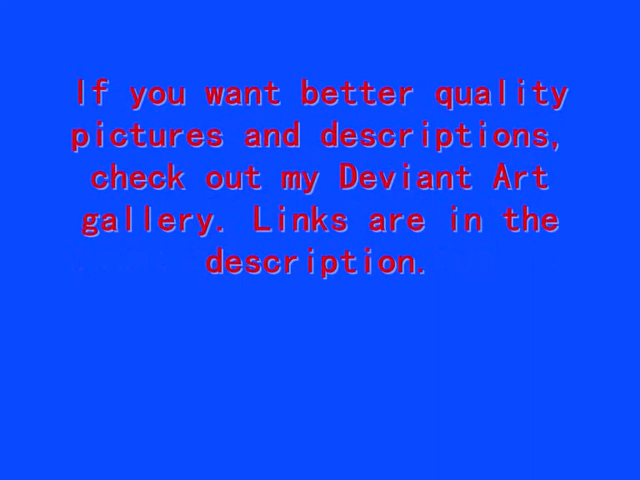 If you want better quality
pictures and descriptions,
check out my Deviant Art
gallery. Links are in the
description.